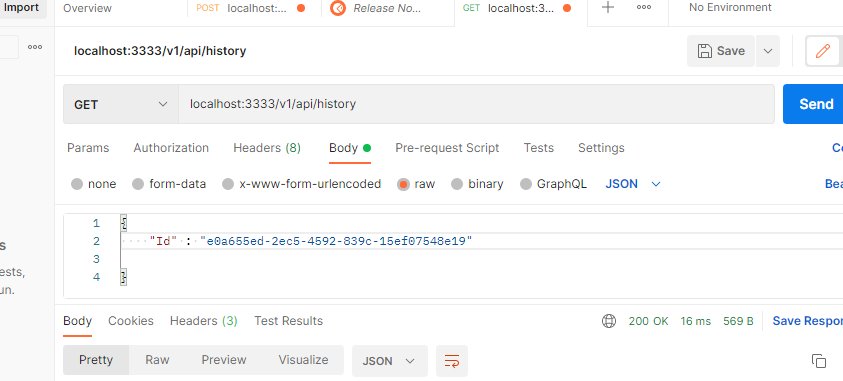 Import
Overview
POST localhost:...
Release No...
GET localhost:3...
No Environment
localhost:3333/v1/api/history
Save
GET
localhost:3333/v1/api/history
Send
Params Authorization Headers (8) Body Pre-request Script Tests Settings
none form-data x-www-form-urlencoded raw binary GraphQL JSON
1 {
2 "Id" : "e0a655ed-2ec5-4592-839c-15ef07548e19"
3
4 }
ests,
un.
Body Cookies Headers (3) Test Results
200 OK 16 ms 569 B Save Respor
Pretty Raw Preview Visualize JSON